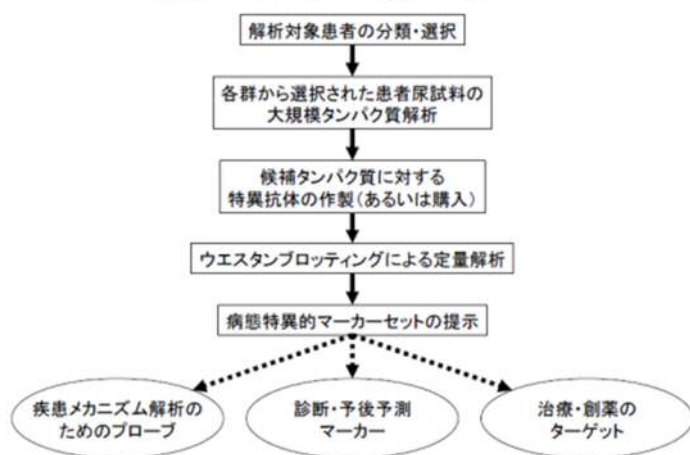 解析対象患者の分類・選択
各群から選択された患者尿試料の
大規模タンパク質解析
候補タンパク質に対する
特異抗体の作製(あるいは購入)
ウエスタンブロッティングによる定量解析
病態特異的マーカーセットの提示
疾患メカニズム解析の
ためのプローブ
診断・予後予測
マーカー
治療・創薬の
ターゲット